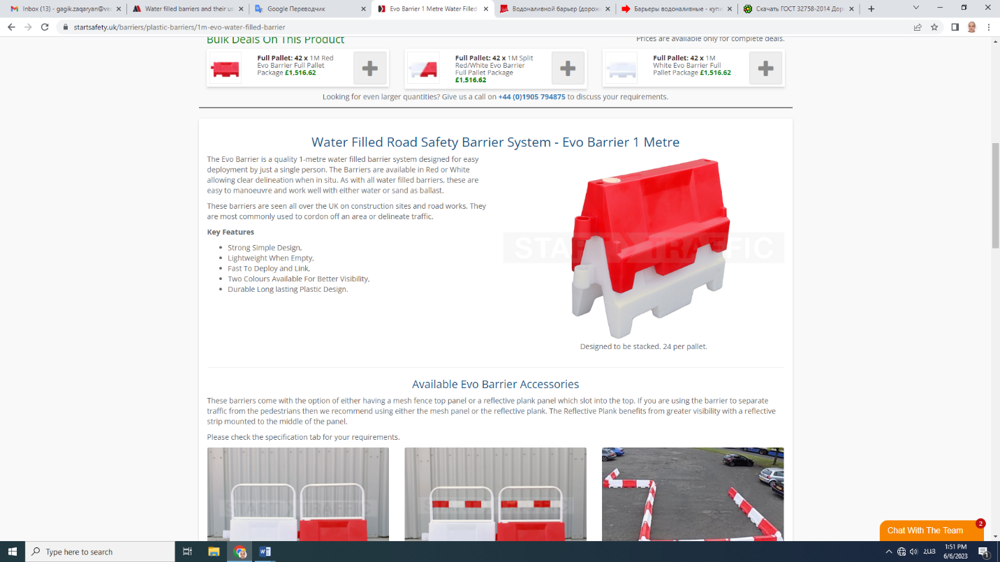 Inbox (13) - gagik.zaqaryan@ve
Water filled barriers and their us
Google Переводчик
Evo Barrier 1 Metre Water Filled
Водоналивной барьер (дорож
Барьеры водоналивные - купи
Скачать ГОСТ 32758-2014 Дор
startsafety.uk/barriers/plastic-barriers/1m-evo-water-filled-barrier
Bulk Deals On This Product
Prices are available only for complete deals.
Full Pallet: 42 x 1M Red
Evo Barrier Full Pallet
Package £1,516.62
Full Pallet: 42 x 1M Split
Red/White Evo Barrier
Full Pallet Package
£1,516.62
Full Pallet: 42 x 1M
White Evo Barrier Full
Pallet Package £1,516.62
Looking for even larger quantities? Give us a call on +44 (0)1905 794875 to discuss your requirements.
Water Filled Road Safety Barrier System - Evo Barrier 1 Metre
The Evo Barrier is a quality 1-metre water filled barrier system designed for easy
deployment by just a single person. The Barriers are available in Red or White
allowing clear delineation when in situ. As with all water filled barriers, these are
easy to manoeuvre and work well with either water or sand as ballast.
These barriers are seen all over the UK on construction sites and road works. They
are most commonly used to cordon off an area or delineate traffic.
Key Features
• Strong Simple Design,
• Lightweight When Empty,
• Fast To Deploy and Link,
• Two Colours Available For Better Visibility,
• Durable Long lasting Plastic Design.
START TRAFFIC
Designed to be stacked. 24 per pallet.
Available Evo Barrier Accessories
These barriers come with the option of either having a mesh fence top panel or a reflective plank panel which slot into the top. If you are using the barrier to separate
traffic from the pedestrians then we recommend using either the mesh panel or the reflective plank. The Reflective Plank benefits from greater visibility with a reflective
strip mounted to the middle of the panel.
Please check the specification tab for your requirements.
Chat With The Team
2
Type here to search
ՀԱՅ
1:51 PM
6/6/2023
1